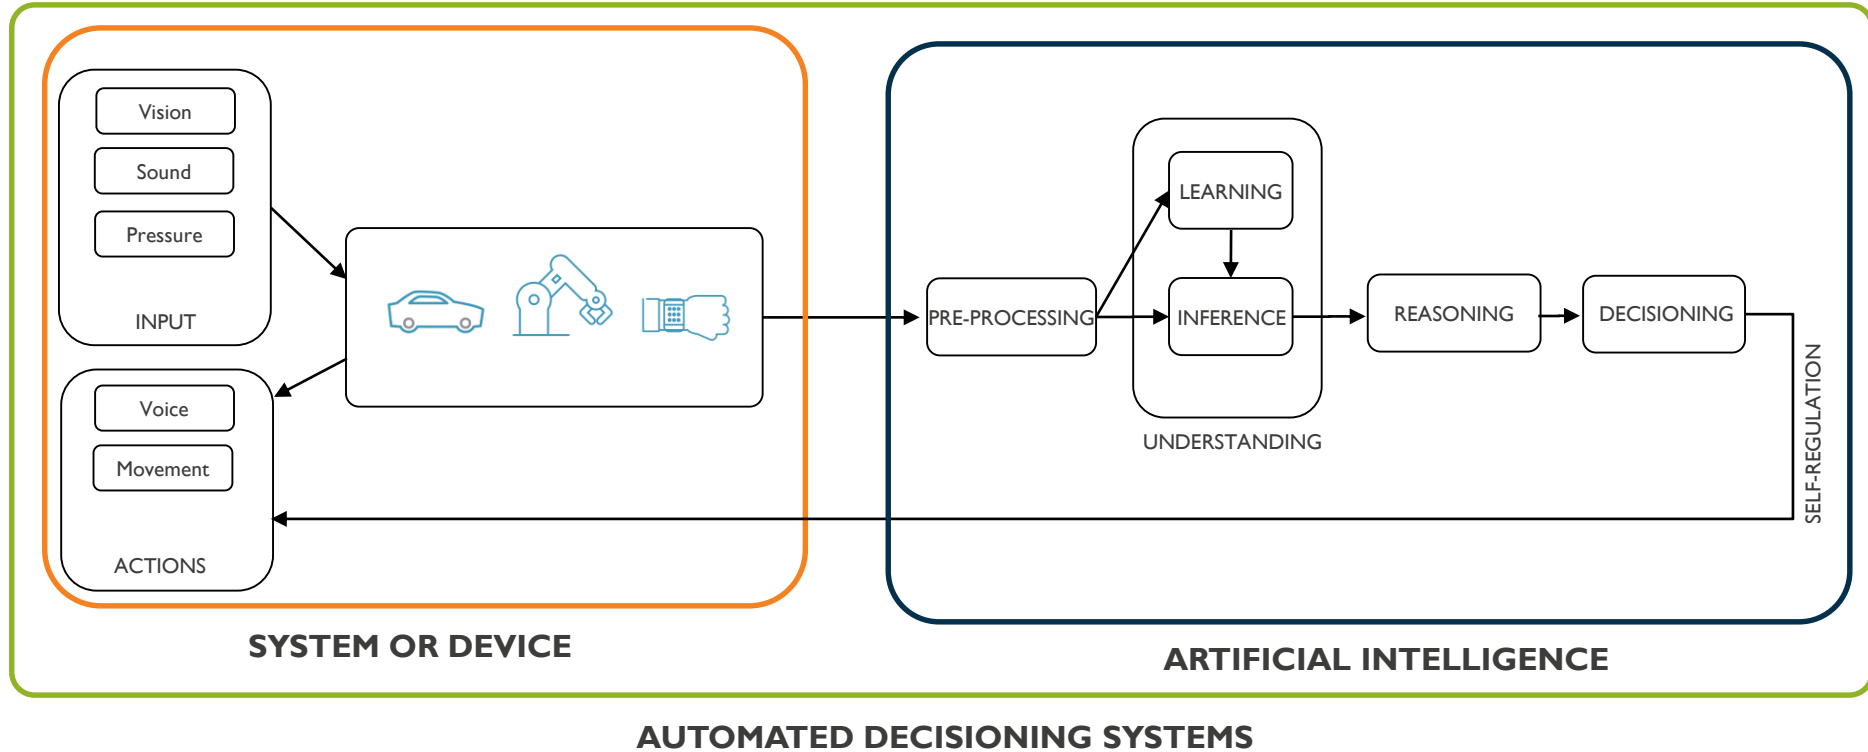 Vision
Sound
Pressure
INPUT
Voice
Movement
ACTIONS
SYSTEM OR DEVICE
PRE-PROCESSING
LEARNING
INFERENCE
UNDERSTANDING
REASONING
DECISIONING
SELF-REGULATION
ARTIFICIAL INTELLIGENCE
AUTOMATED DECISIONING SYSTEMS